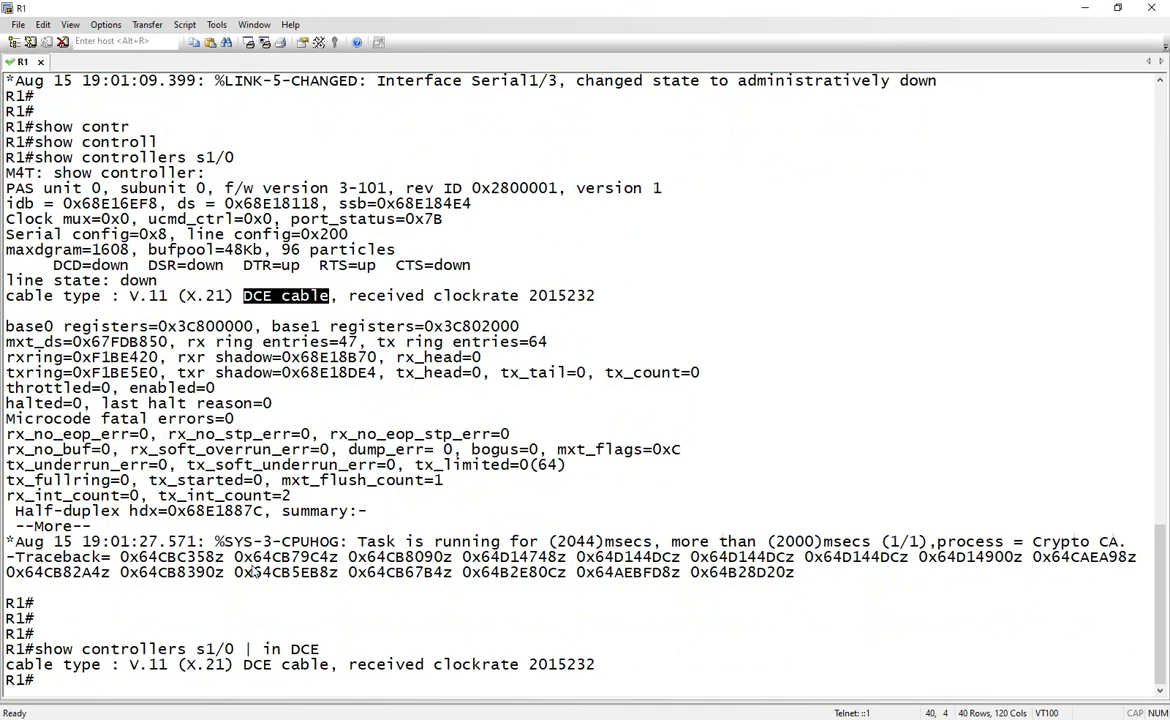 R1
File Edit View Options Transfer Script Tools Window Help
Enter host <Alt+R>
R1
*Aug 15 19:01:09.399: %LINK-5-CHANGED: Interface Serial1/3, changed state to administratively down
R1#
R1#
R1#show contr
R1#show controll
R1#show controllers s1/0
M4T: show controller:
PAS unit 0, subunit 0, f/w version 3-101, rev ID 0x2800001, version 1
idb = 0x68E16EF8, ds = 0x68E18118, ssb=0x68E184E4
Clock mux=0x0, ucmd_ctrl=0x0, port_status=0x7B
Serial config=0x8, line config=0x200
maxdgram=1608, bufpool=48Kb, 96 particles
DCD=down DSR=down DTR=up RTS=up CTS=down
line state: down
cable type : V.11 (X.21) DCE cable, received clockrate 2015232
base0 registers=0x3C800000, base1 registers=0x3C802000
mxt_ds=0x67FDB850, rx ring entries=47, tx ring entries=64
rxring=0xF1BE420, rxr shadow=0x68E18B70, rx_head=0
txring=0xF1BE5E0, txr shadow=0x68E18DE4, tx_head=0, tx_tail=0, tx_count=0
throttled=0, enabled=0
halted=0, last halt reason=0
Microcode fatal errors=0
rx_no_eop_err=0, rx_no_stp_err=0, rx_no_eop_stp_err=0
rx_no_buf=0, rx_soft_overrun_err=0, dump_err= 0, bogus=0, mxt_flags=0xC
tx_underrun_err=0, tx_soft_underrun_err=0, tx_limited=0(64)
tx_fullring=0, tx_started=0, mxt_flush_count=1
rx_int_count=0, tx_int_count=2
Half-duplex hdx=0x68E1887C, summary:-
--More--
*Aug 15 19:01:27.571: %SYS-3-CPUHOG: Task is running for (2044)msecs, more than (2000)msecs (1/1),process = Crypto CA.
-Traceback= 0x64CBC358z 0x64CB79C4z 0x64CB8090z 0x64D14748z 0x64D144DCz 0x64D144DCz 0x64D14900z 0x64CAEA98z
0x64CB82A4z 0x64CB8390z 0x64CB5EB8z 0x64CB67B4z 0x64B2E80Cz 0x64AEBFD8z 0x64B28D20z
R1#
R1#
R1#
R1#show controllers s1/0 | in DCE
cable type : V.11 (X.21) DCE cable, received clockrate 2015232
R1#
Ready Telnet: ::1 40, 4 40 Rows, 120 Cols VT100 CAP NUM